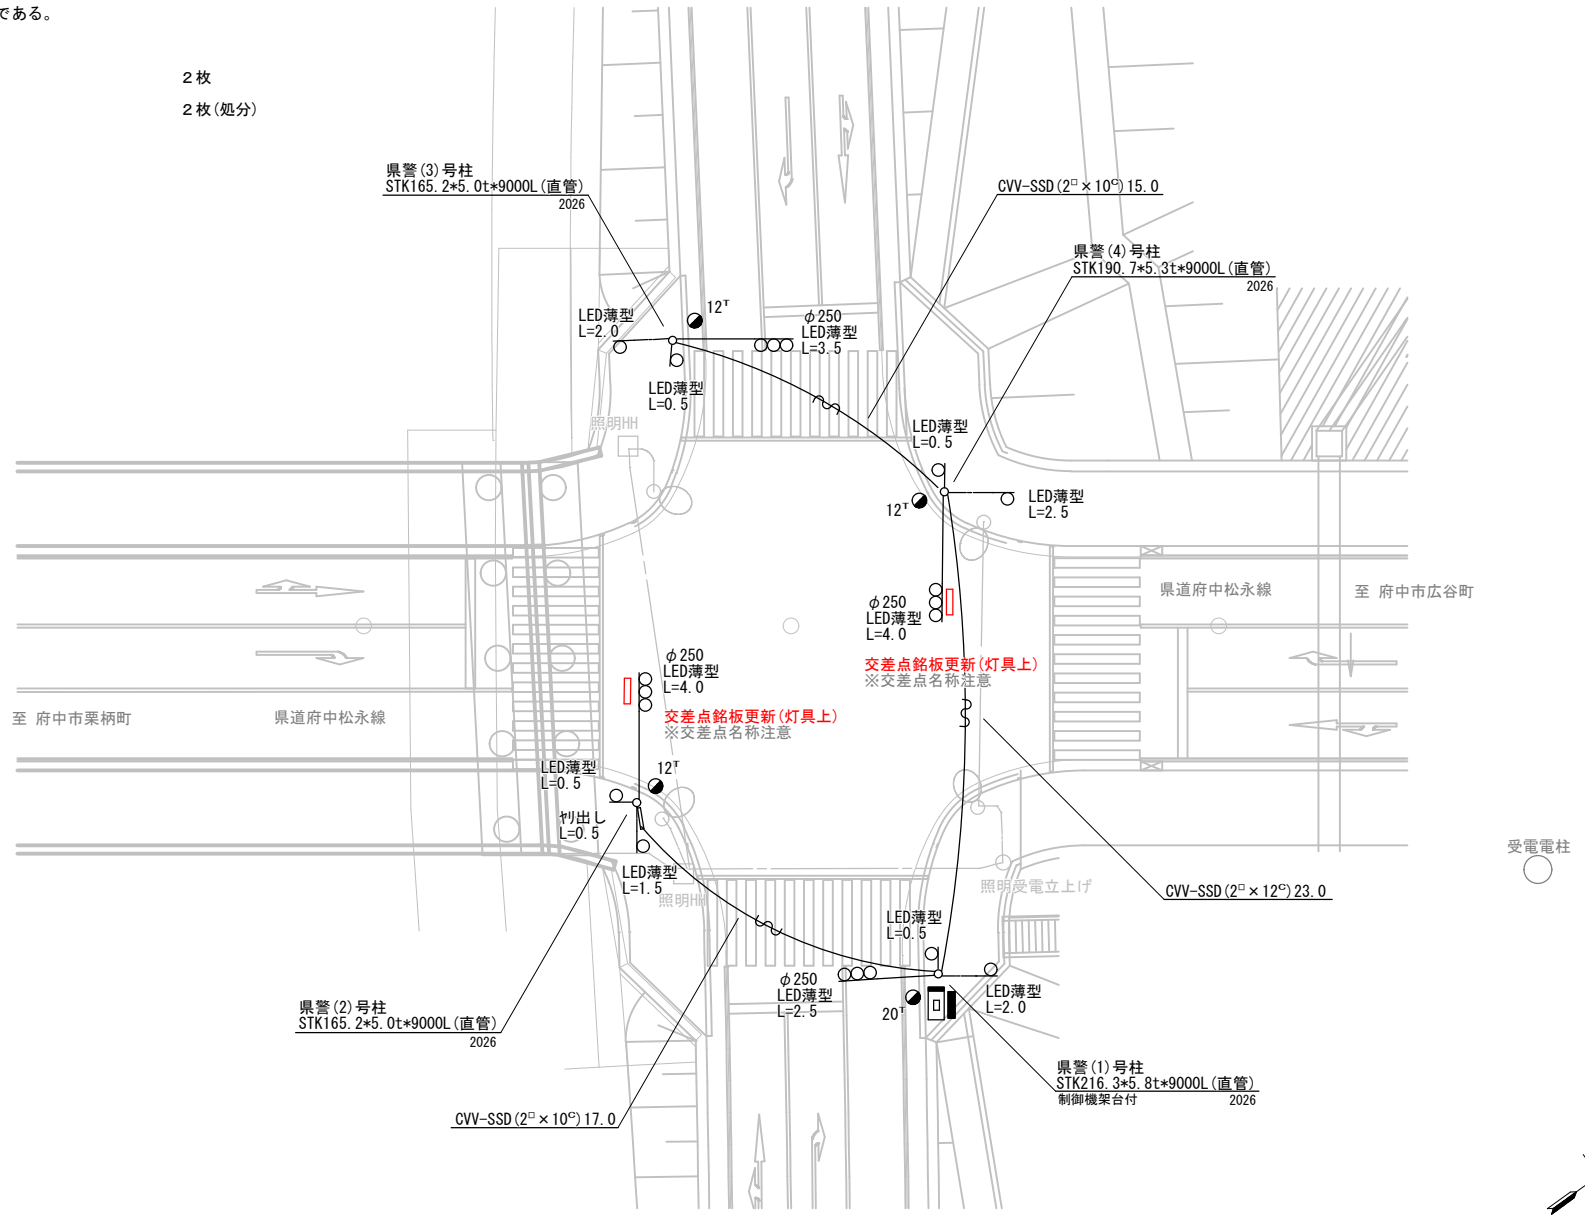 である。
2枚
2枚(処分)
県警(3)号柱
STK165.2*5.0t*9000L(直管)
2026
CVV-SSD(2□×10C)15.0
県警(4)号柱
STK190.7*5.3t*9000L(直管)
2026
LED薄型
L=2.0
12T
φ250
LED薄型
L=3.5
LED薄型
L=0.5
照明HH
LED薄型
L=0.5
12T
LED薄型
L=2.5
φ250
LED薄型
L=4.0
県道府中松永線
至 府中市広谷町
交差点銘板更新(灯具上)
※交差点名称注意
φ250
LED薄型
L=4.0
交差点銘板更新(灯具上)
※交差点名称注意
至 府中市栗柄町
県道府中松永線
LED薄型
L=0.5
12T
ヤリ出し
L=0.5
LED薄型
L=1.5
照明HH
受電電柱
照明受電立上げ
CVV-SSD(2□×12C)23.0
LED薄型
L=0.5
φ250
LED薄型
L=2.5
20T
LED薄型
L=2.0
県警(2)号柱
STK165.2*5.0t*9000L(直管)
2026
県警(1)号柱
STK216.3*5.8t*9000L(直管)
制御機架台付
2026
CVV-SSD(2□×10C)17.0